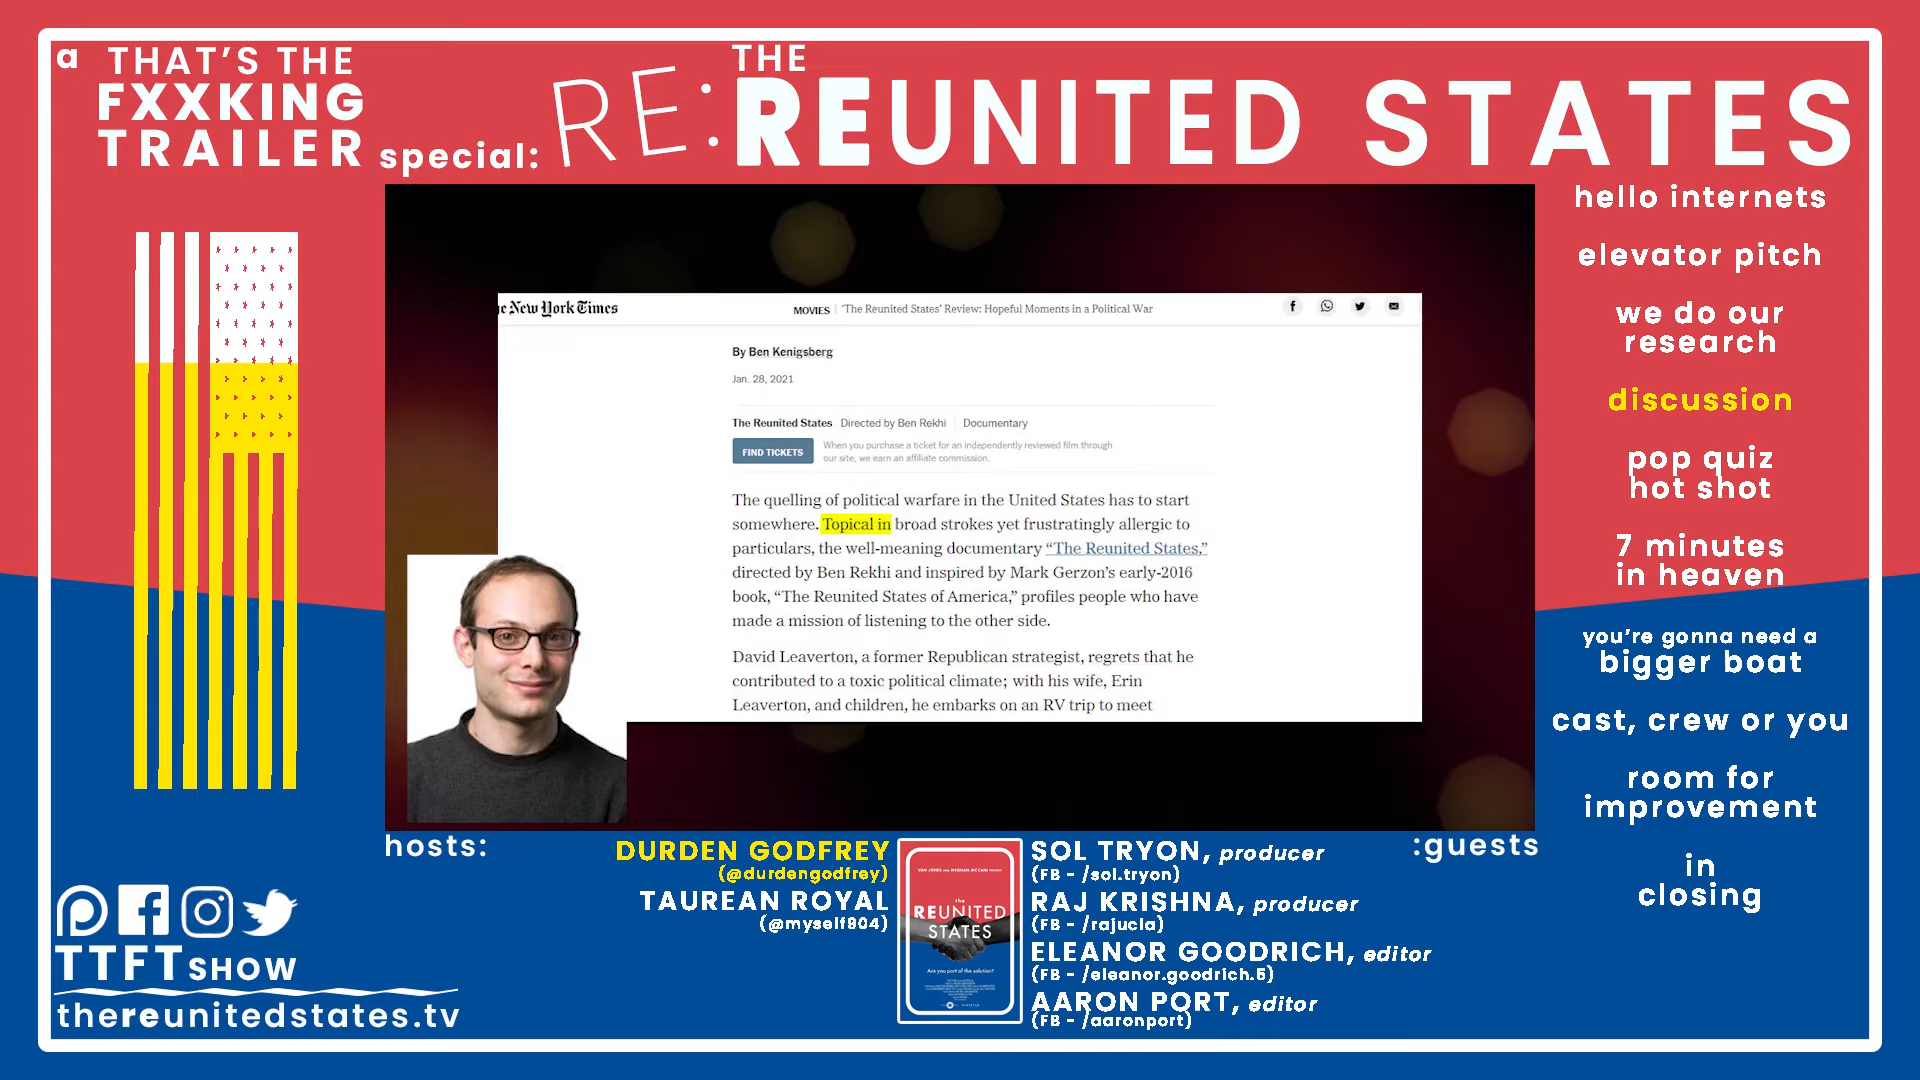 a THAT'S THE
FXXKING
TRAILER
special:
RE:
THE
REUNITED STATES
hello internets
elevator pitch
we do our
research
discussion
pop quiz
hot shot
7 minutes
in heaven
you're gonna need a
bigger boat
cast, crew or you
room for
improvement
in
closing
e New York Times
MOVIES | 'The Reunited States' Review: Hopeful Moments in a Political War
By Ben Kenigsberg
Jan. 28, 2021
The Reunited States Directed by Ben Rekhi Documentary
FIND TICKETS
When you purchase a ticket for an independently reviewed film through
our site, we earn an affiliate commission.
The quelling of political warfare in the United States has to start
somewhere. Topical in broad strokes yet frustratingly allergic to
particulars, the well-meaning documentary “The Reunited States,”
directed by Ben Rekhi and inspired by Mark Gerzon’s early-2016
book, “The Reunited States of America,” profiles people who have
made a mission of listening to the other side.
David Leaverton, a former Republican strategist, regrets that he
contributed to a toxic political climate; with his wife, Erin
Leaverton, and children, he embarks on an RV trip to meet
hosts:
DURDEN GODFREY
(@durdengodfrey)
TAUREAN ROYAL
(@myself904)
the
REUNITED
STATES
Are you part of the solution?
:guests
SOL TRYON, producer
(FB - /sol.tryon)
RAJ KRISHNA, producer
(FB - /rajucla)
ELEANOR GOODRICH, editor
(FB - /eleanor.goodrich.5)
AARON PORT, editor
(FB - /aaronport)
TTFTSHOW
thereunitedstates.tv